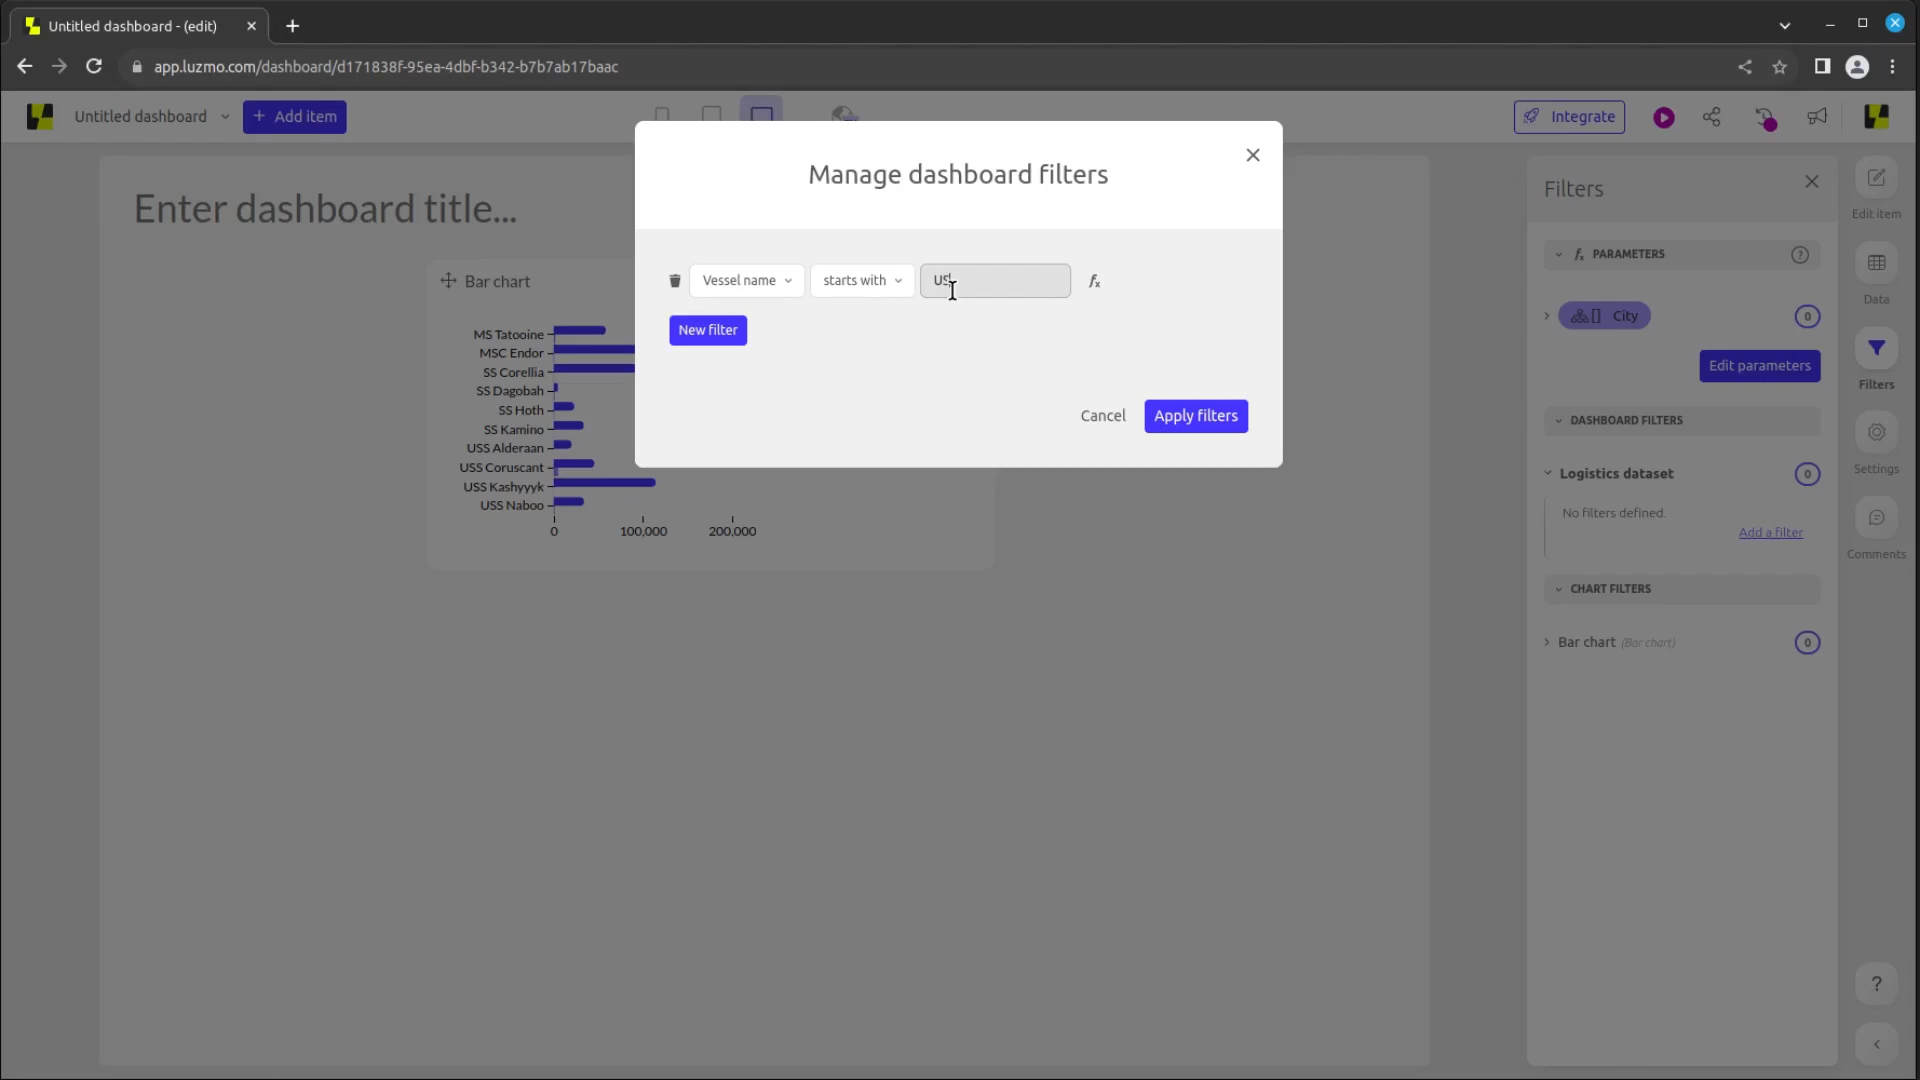 Untitled dashboard - (edit)
app.luzmo.com/dashboard/d171838f-95ea-4dbf-b342-b7b7ab17baac
Untitled dashboard
+ Add item
Integrate
Enter dashboard title...
Bar chart
MS Tatooine
MSC Endor
SS Corellia
SS Dagobah
SS Hoth
SS Kamino
USS Alderaan
USS Coruscant
USS Kashyyyk
USS Naboo
0
100,000
200,000
Manage dashboard filters
Vessel name
starts with
US
fx
New filter
Cancel
Apply filters
Filters
fx PARAMETERS
?
[] City
0
Edit parameters
DASHBOARD FILTERS
Logistics dataset
0
No filters defined.
Add a filter
CHART FILTERS
Bar chart (Bar chart)
0
Edit item
Data
Filters
Settings
Comments
?